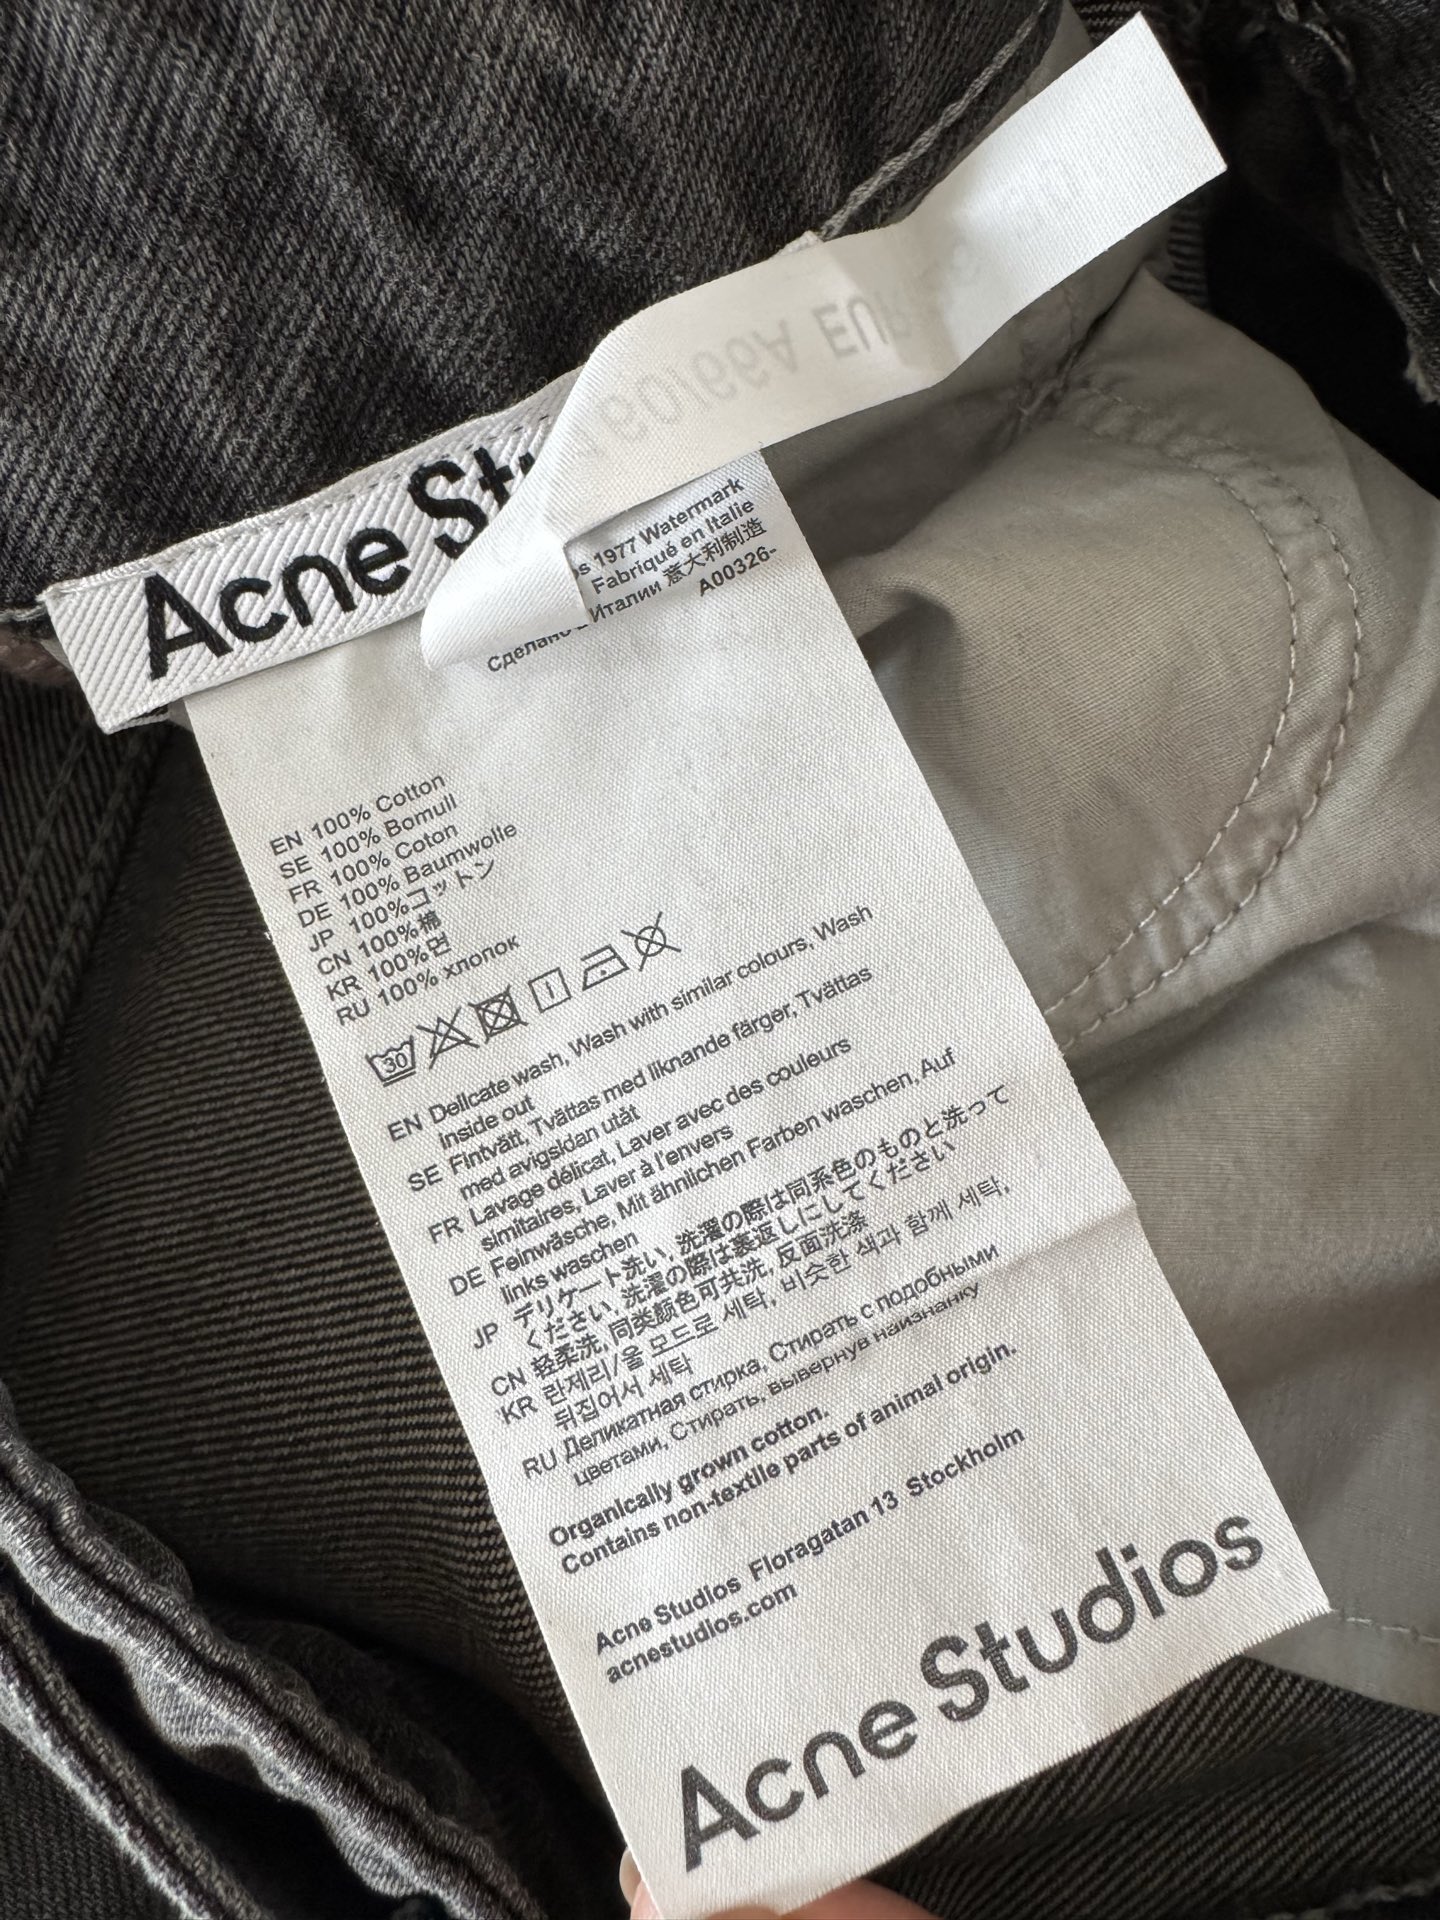 Acne
160/66A EUR
1977 Watermark
Fabriqué en Italie
Сделано в Италии 意大利制造
A00326-
EN 100% Cotton
SE 100% Bomull
FR 100% Coton
DE 100% Baumwolle
JP 100%コットン
CN 100%棉
KR 100%면
RU 100% хлопок
30
EN Delicate wash, Wash with similar colours, Wash
inside out
SE Fintvätt, Tvättas med liknande färger, Tvättas
med avigsidan utåt
FR Lavage délicat, Laver avec des couleurs
similaires, Laver à l'envers
DE Feinwäsche, Mit ähnlichen Farben waschen, Auf
links waschen
JP デリケート洗い, 洗濯の際は同系色のものと洗って
ください, 洗濯の際は裏返しにしてください
CN 轻柔洗, 同类颜色可共洗, 反面洗涤
KR 란제리/울 모드로 세탁, 비슷한 색과 함께 세탁,
뒤집어서 세탁
RU Деликатная стирка, Стирать с подобными
цветами, Стирать, вывернув наизнанку
Organically grown cotton.
Contains non-textile parts of animal origin.
Acne Studios Floragatan 13 Stockholm
acnestudios.com
Acne Studios